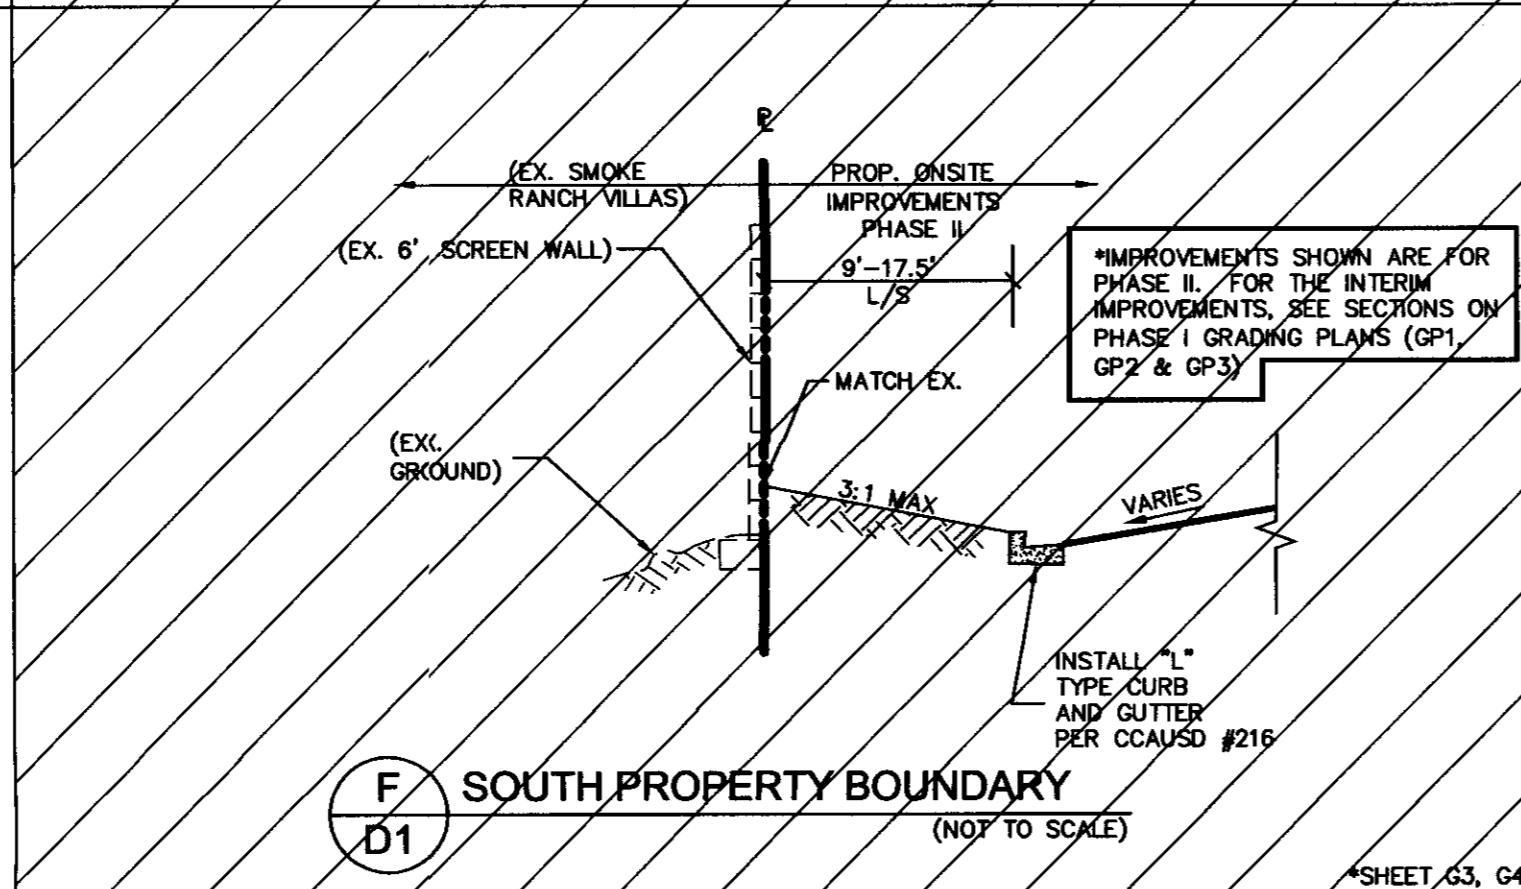 ℄
(EX. SMOKE
RANCH VILLAS)
PROP. ONSITE
IMPROVEMENTS
PHASE II
(EX. 6' SCREEN WALL)
9'-17.5'
L/S
*IMPROVEMENTS SHOWN ARE FOR
PHASE II. FOR THE INTERIM
IMPROVEMENTS, SEE SECTIONS ON
PHASE I GRADING PLANS (GP1,
GP2 & GP3)
MATCH EX.
(EX.
GROUND)
3:1 MAX
VARIES
INSTALL "L"
TYPE CURB
AND GUTTER
PER CCAUSD #216
F
D1
SOUTH PROPERTY BOUNDARY
(NOT TO SCALE)
*SHEET G3, G4